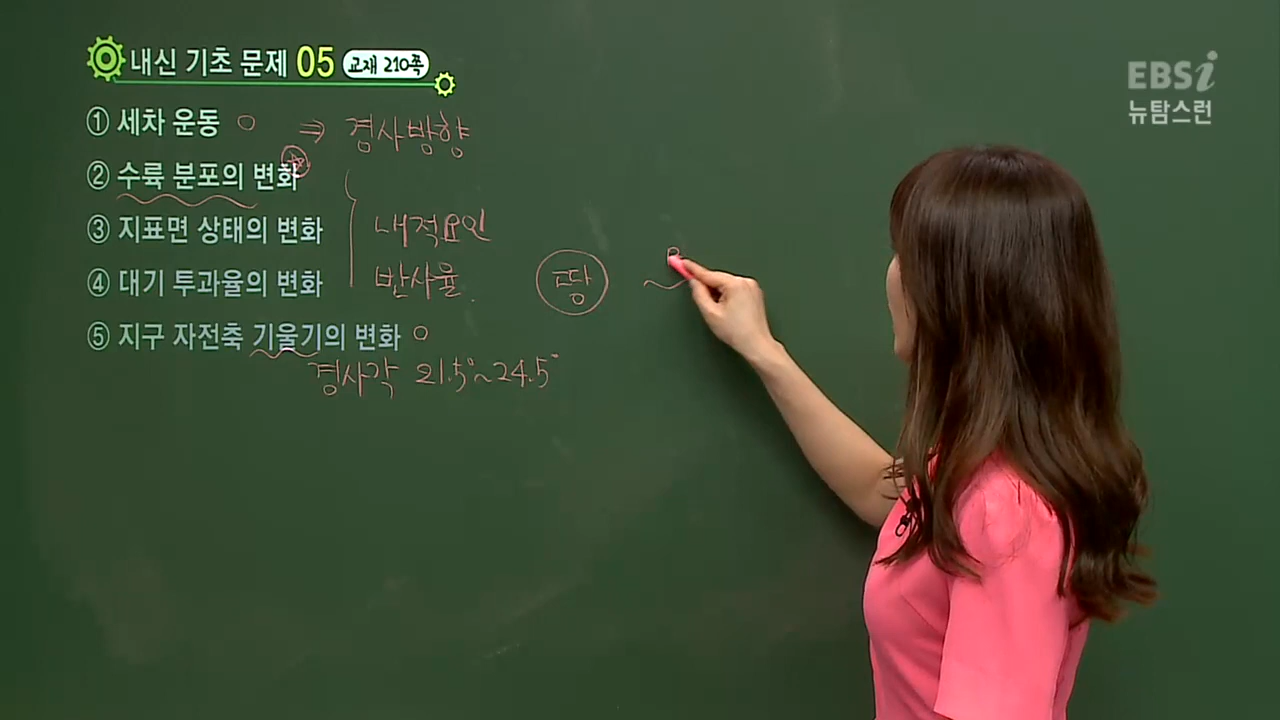 내신 기초 문제 05 교재 210쪽
EBSi
뉴탐스런
① 세차 운동 ○ ⇒ 경사방향
② 수륙 분포의 변화
③ 지표면 상태의 변화 내적요인
④ 대기 투과율의 변화 반사율 땅
⑤ 지구 자전축 기울기의 변화 ○
경사각 21.5°~24.5°